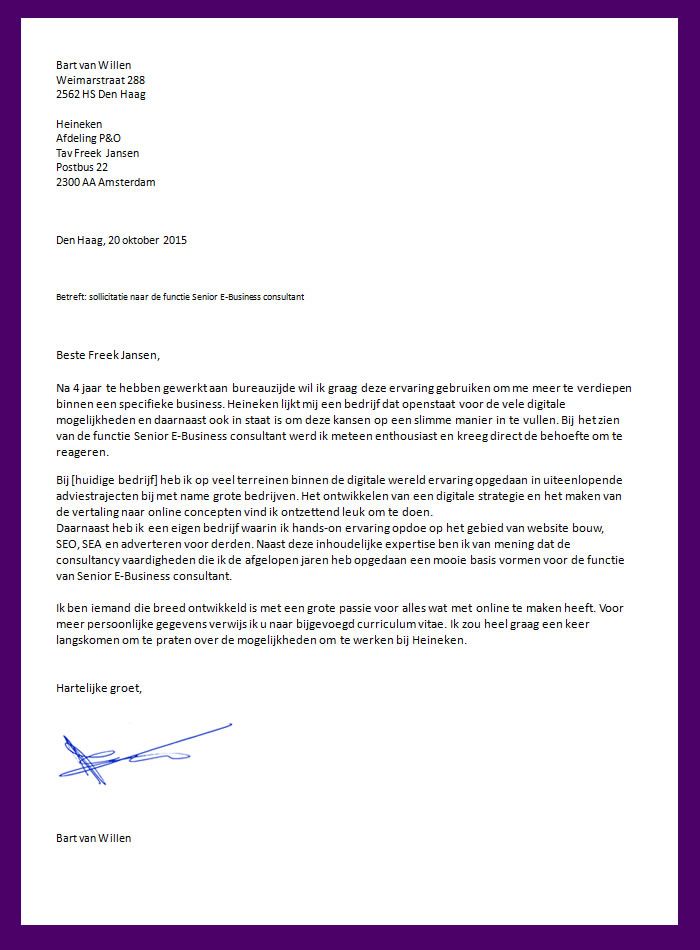 Bart van Willen
Weimarstraat 288
2562 HS Den Haag
Heineken
Afdeling P&O
Tav Freek Jansen
Postbus 22
2300 AA Amsterdam
Den Haag, 20 oktober 2015
Betreft: sollicitatie naar de functie Senior E-Business consultant
Beste Freek Jansen,
Na 4 jaar te hebben gewerkt aan bureauzijde wil ik graag deze ervaring gebruiken om me meer te verdiepen
binnen een specifieke business. Heineken lijkt mij een bedrijf dat openstaat voor de vele digitale
mogelijkheden en daarnaast ook in staat is om deze kansen op een slimme manier in te vullen. Bij het zien
van de functie Senior E-Business consultant werd ik meteen enthousiast en kreeg direct de behoefte om te
reageren.
Bij [huidige bedrijf] heb ik op veel terreinen binnen de digitale wereld ervaring opgedaan in uiteenlopende
adviestrajecten bij met name grote bedrijven. Het ontwikkelen van een digitale strategie en het maken van
de vertaling naar online concepten vind ik ontzettend leuk om te doen.
Daarnaast heb ik een eigen bedrijf waarin ik hands-on ervaring opdoe op het gebied van website bouw,
SEO, SEA en adverteren voor derden. Naast deze inhoudelijke expertise ben ik van mening dat de
consultancy vaardigheden die ik de afgelopen jaren heb opgedaan een mooie basis vormen voor de functie
van Senior E-Business consultant.
Ik ben iemand die breed ontwikkeld is met een grote passie voor alles wat met online te maken heeft. Voor
meer persoonlijke gegevens verwijs ik u naar bijgevoegd curriculum vitae. Ik zou heel graag een keer
langskomen om te praten over de mogelijkheden om te werken bij Heineken.
Hartelijke groet,
Bart van Willen